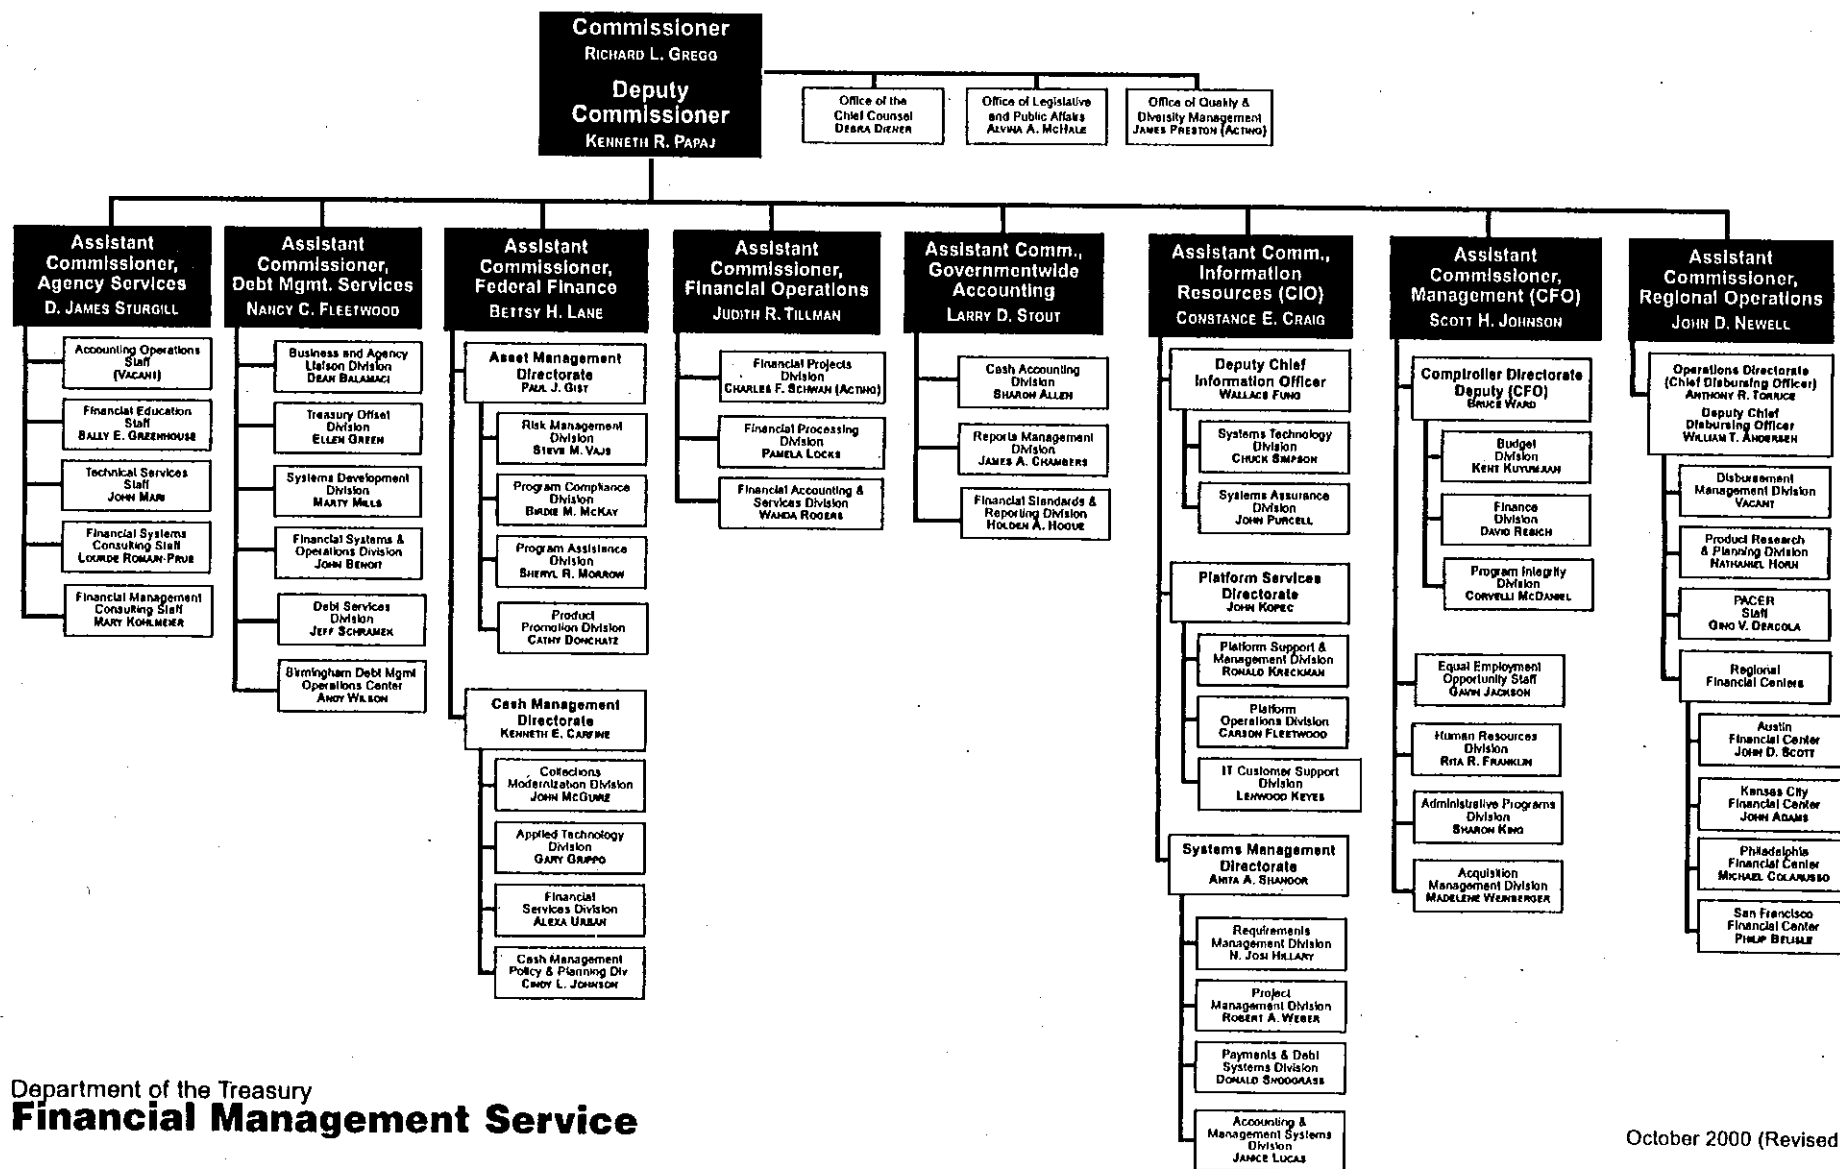 Commissioner
RICHARD L. GREGG
Deputy
Commissioner
KENNETH R. PAPAJ
Office of the
Chief Counsel
DEBRA DIENER
Office of Legislative
and Public Affairs
ALVINA A. MCHALE
Office of Quality &
Diversity Management
JAMES PRESTON (ACTING)
Assistant
Commissioner,
Agency Services
D. JAMES STURGILL
Accounting Operations
Staff
(VACANT)
Financial Education
Staff
SALLY E. GREENHOUSE
Technical Services
Staff
JOHN MARI
Financial Systems
Consulting Staff
LOURDE ROMAIN-PRUE
Financial Management
Consulting Staff
MARY KOHLMEIER
Assistant
Commissioner,
Debt Mgmt. Services
NANCY C. FLEETWOOD
Business and Agency
Liaison Division
DEAN BALAMACI
Treasury Offset
Division
ELLEN GREEN
Systems Development
Division
MARTY MILLS
Financial Systems &
Operations Division
JOHN BENOIT
Debt Services
Division
JEFF SCHRAMEK
Birmingham Debt Mgmt
Operations Center
ANDY WILSON
Assistant
Commissioner,
Federal Finance
BETTSY H. LANE
Asset Management
Directorate
PAUL J. GIST
Risk Management
Division
STEVE M. VAJS
Program Compliance
Division
BIRDIE M. MCKAY
Program Assistance
Division
SHERYL R. MORROW
Product
Promotion Division
CATHY DONCHATZ
Cash Management
Directorate
KENNETH E. CARFINE
Collections
Modernization Division
JOHN MCGUIRE
Applied Technology
Division
GARY GRIPPO
Financial
Services Division
ALEXA URBAN
Cash Management
Policy & Planning Div
CINDY L. JOHNSON
Assistant
Commissioner,
Financial Operations
JUDITH R. TILLMAN
Financial Projects
Division
CHARLES F. SCHWAN (ACTING)
Financial Processing
Division
PAMELA LOCKS
Financial Accounting &
Services Division
WANDA ROGERS
Assistant Comm.,
Governmentwide
Accounting
LARRY D. STOUT
Cash Accounting
Division
SHARON ALLEN
Reports Management
Division
JAMES A. CHAMBERS
Financial Standards &
Reporting Division
HOLDEN A. HOGUE
Assistant Comm.,
Information
Resources (CIO)
CONSTANCE E. CRAIG
Deputy Chief
Information Officer
WALLACE FUNG
Systems Technology
Division
CHUCK SIMPSON
Systems Assurance
Division
JOHN PURCELL
Platform Services
Directorate
JOHN KOPEC
Platform Support &
Management Division
RONALD KRECKMAN
Platform
Operations Division
CARSON FLEETWOOD
IT Customer Support
Division
LENWOOD KEYES
Systems Management
Directorate
ANITA A. SHANDOR
Requirements
Management Division
N. JOSI HILLARY
Project
Management Division
ROBERT A. WEBER
Payments & Debt
Systems Division
DONALD SNODGRASS
Accounting &
Management Systems
Division
JANICE LUCAS
Assistant
Commissioner,
Management (CFO)
SCOTT H. JOHNSON
Comptroller Directorate
Deputy (CFO)
BRUCE WARD
Budget
Division
KENT KUYUMJIAN
Finance
Division
DAVID REBICH
Program Integrity
Division
CORVELLI MCDANIEL
Equal Employment
Opportunity Staff
GAVIN JACKSON
Human Resources
Division
RITA R. FRANKLIN
Administrative Programs
Division
SHARON KING
Acquisition
Management Division
MADELENE WEINBERGER
Assistant
Commissioner,
Regional Operations
JOHN D. NEWELL
Operations Directorate
(Chief Disbursing Officer)
ANTHONY R. TORRICE
Deputy Chief
Disbursing Officer
WILLIAM T. ANDERSEN
Disbursement
Management Division
VACANT
Product Research
& Planning Division
NATHANIEL HORN
PACER
Staff
GINO V. DERCOLA
Regional
Financial Centers
Austin
Financial Center
JOHN D. SCOTT
Kansas City
Financial Center
JOHN ADAMS
Philadelphia
Financial Center
MICHAEL COLARUSSO
San Francisco
Financial Center
PHILIP BELISLE
Department of the Treasury
Financial Management Service
October 2000 (Revised